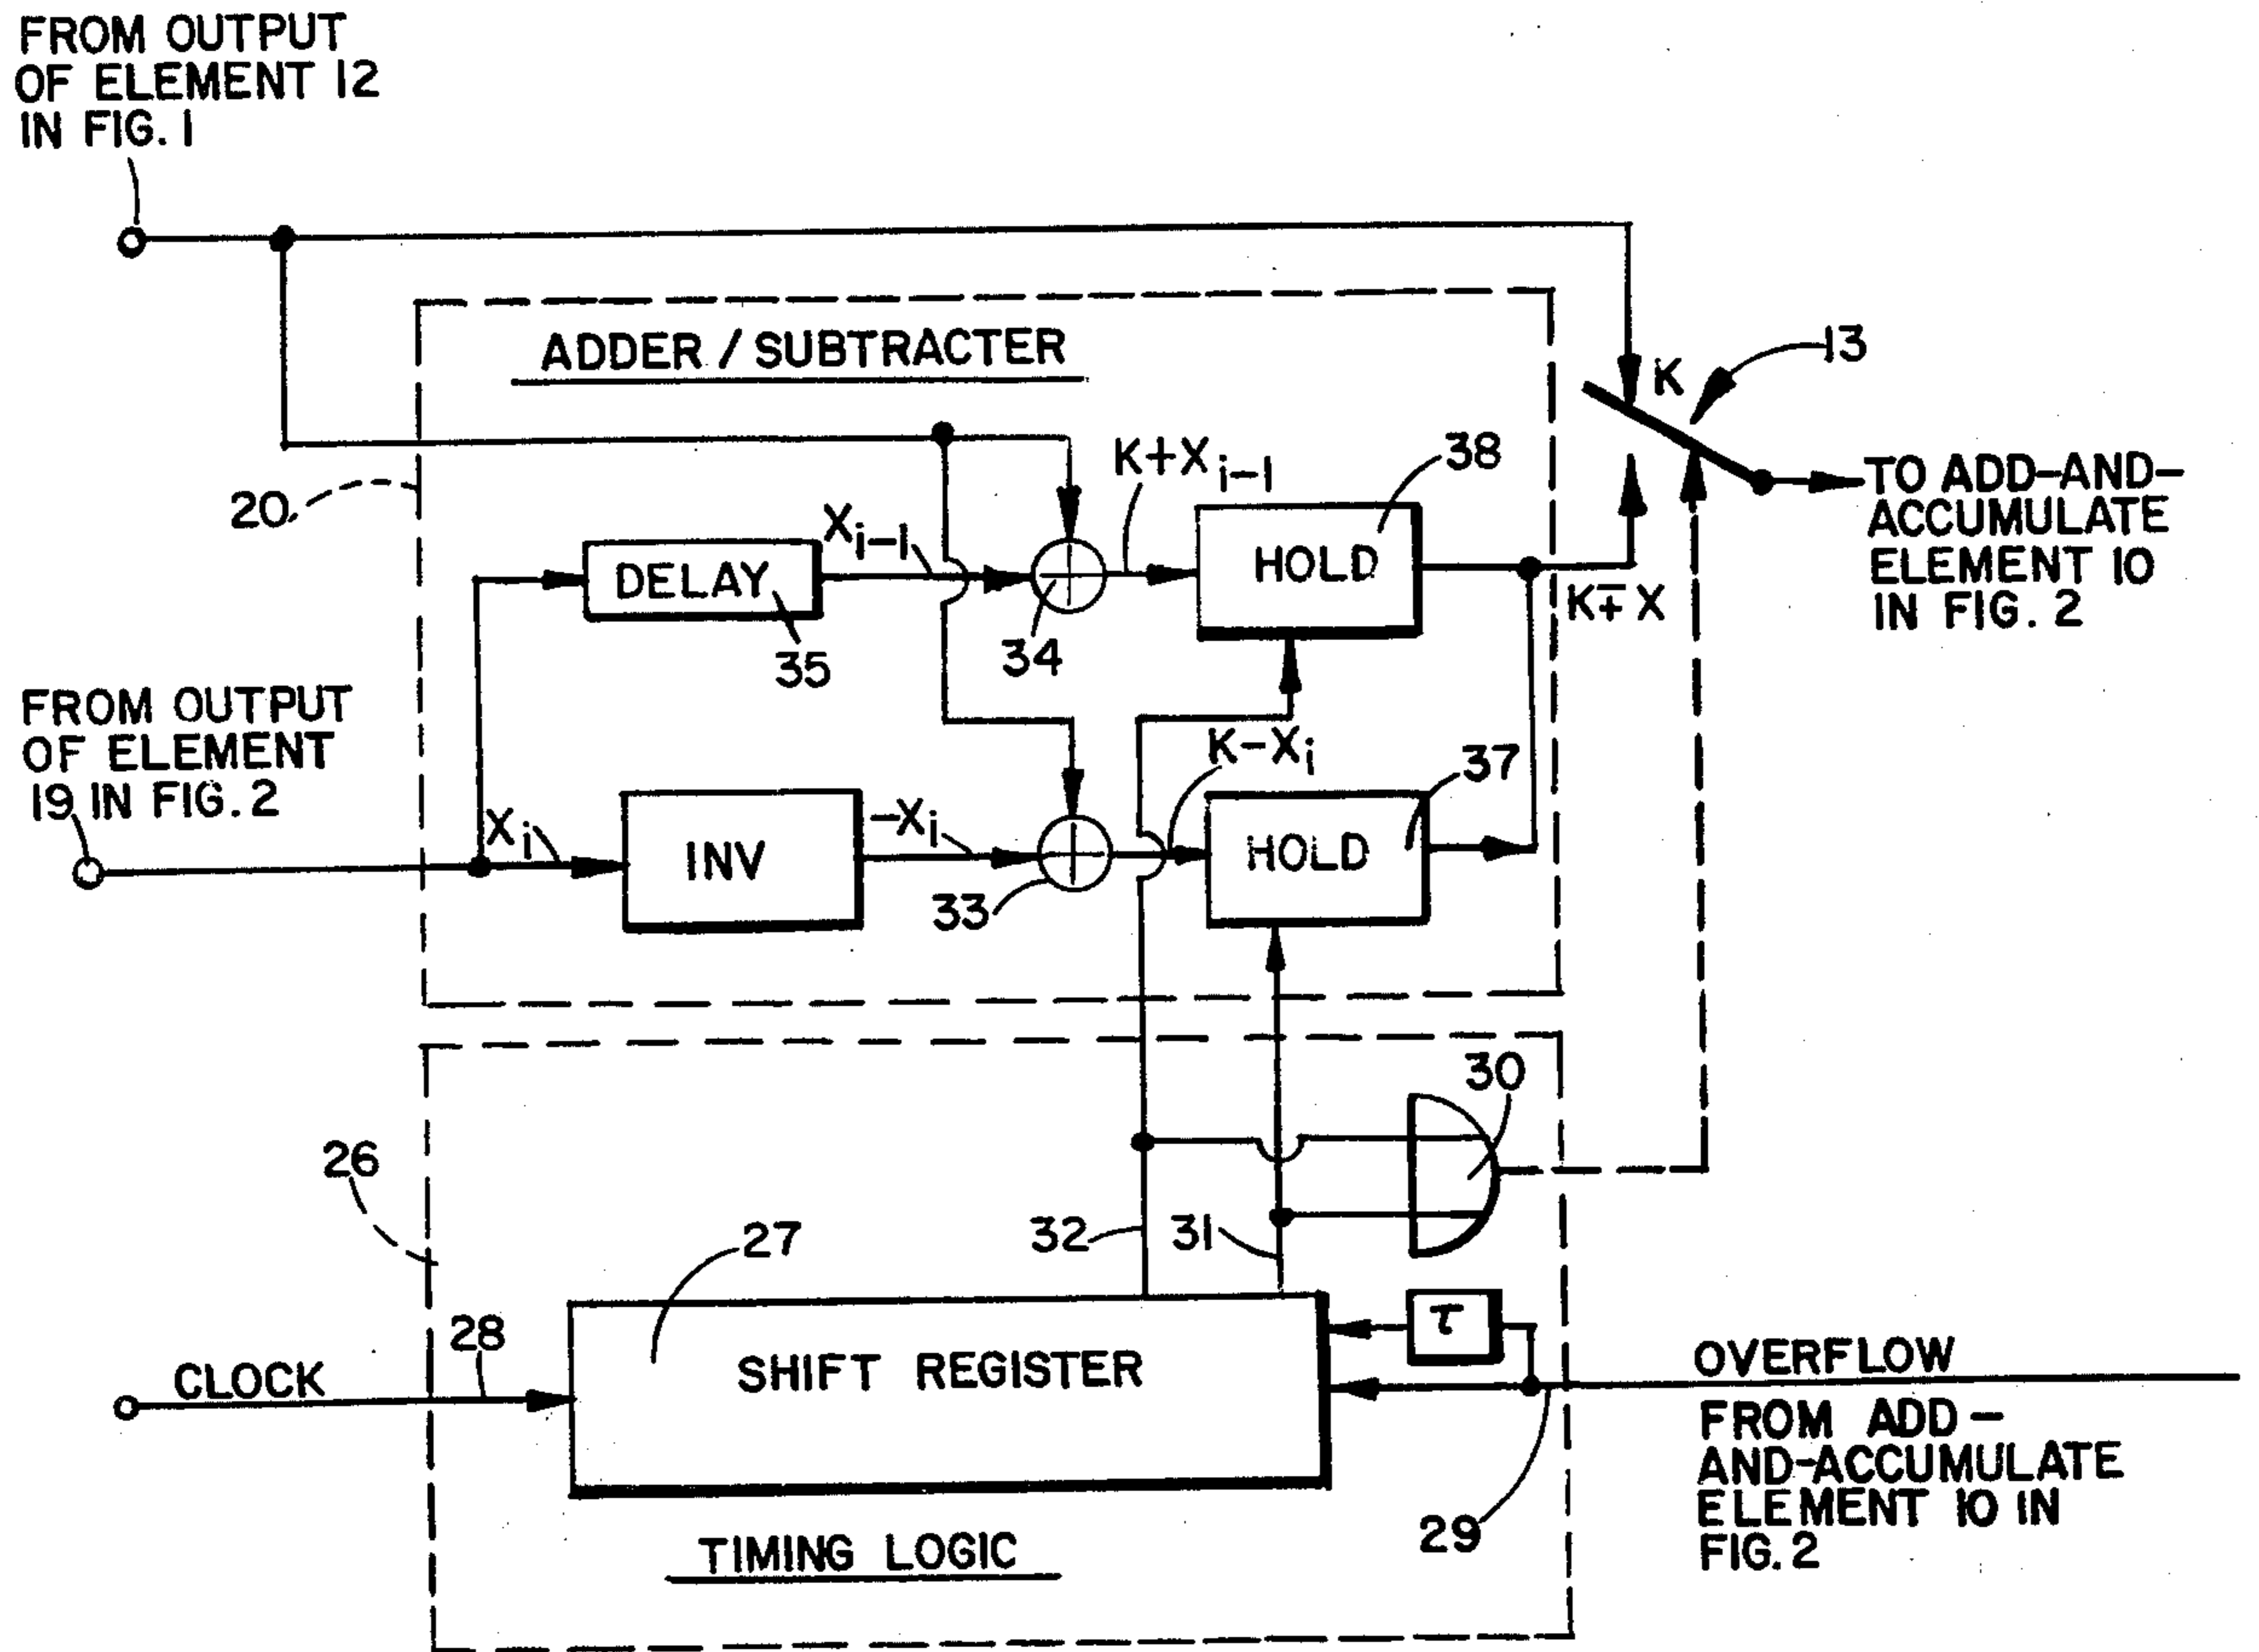 FROM OUTPUT
OF ELEMENT 12
IN FIG. 1
ADDER / SUBTRACTER
K
13
20
K+X i-1
38
TO ADD-AND-
ACCUMULATE
ELEMENT 10
IN FIG. 2
X i-1
DELAY
HOLD
K∓X
34
35
FROM OUTPUT
OF ELEMENT
19 IN FIG. 2
K-X i
37
X i
-X i
INV
HOLD
33
30
26
32
31
27
28
τ
CLOCK
SHIFT REGISTER
OVERFLOW
FROM ADD-
AND-ACCUMULATE
ELEMENT 10 IN
FIG. 2
29
TIMING LOGIC